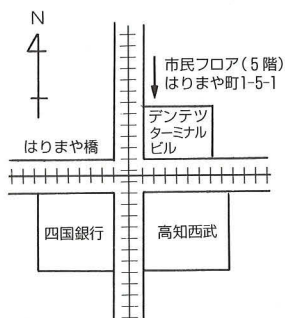 N
市民フロア(5階)
はりまや町1-5-1
デンテツ
ターミナル
ビル
はりまや橋
四国銀行
高知西武